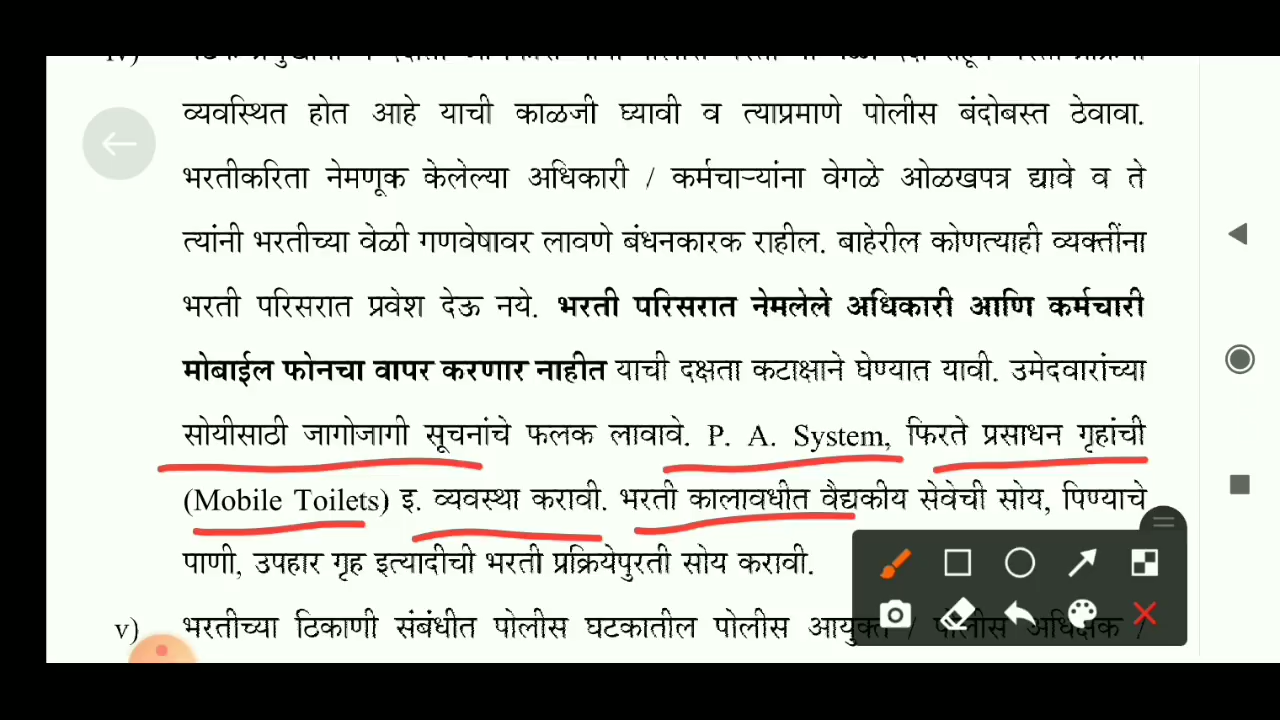 व्यवस्थित होत आहे याची काळजी घ्यावी व त्याप्रमाणे पोलीस बंदोबस्त ठेवावा.
भरतीकरिता नेमणूक केलेल्या अधिकारी / कर्मचाऱ्यांना वेगळे ओळखपत्र द्यावे व ते
त्यांनी भरतीच्या वेळी गणवेषावर लावणे बंधनकारक राहील. बाहेरील कोणत्याही व्यक्तींना
भरती परिसरात प्रवेश देऊ नये. भरती परिसरात नेमलेले अधिकारी आणि कर्मचारी
मोबाईल फोनचा वापर करणार नाहीत याची दक्षता कटाक्षाने घेण्यात यावी. उमेदवारांच्या
सोयीसाठी जागोजागी सूचनांचे फलक लावावे. P. A. System, फिरते प्रसाधन गृहांची
(Mobile Toilets) इ. व्यवस्था करावी. भरती कालावधीत वैद्यकीय सेवेची सोय, पिण्याचे
पाणी, उपहार गृह इत्यादीची भरती प्रक्रियेपुरती सोय करावी.
v) भरतीच्या ठिकाणी संबंधीत पोलीस घटकातील पोलीस आयुक्त / पोलीस अधिक्षक /